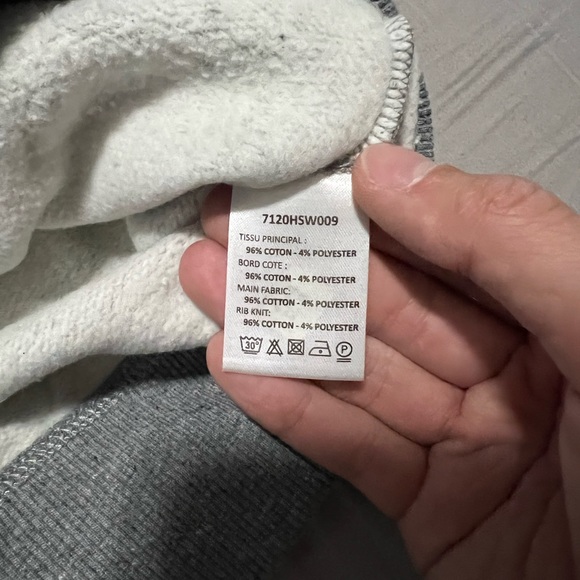 7120HSW009
TISSU PRINCIPAL :
96% COTON - 4% POLYESTER
BORD COTE :
96% COTON - 4% POLYESTER
MAIN FABRIC:
96% COTTON - 4% POLYESTER
RIB KNIT:
96% COTTON - 4% POLYESTER
30° P